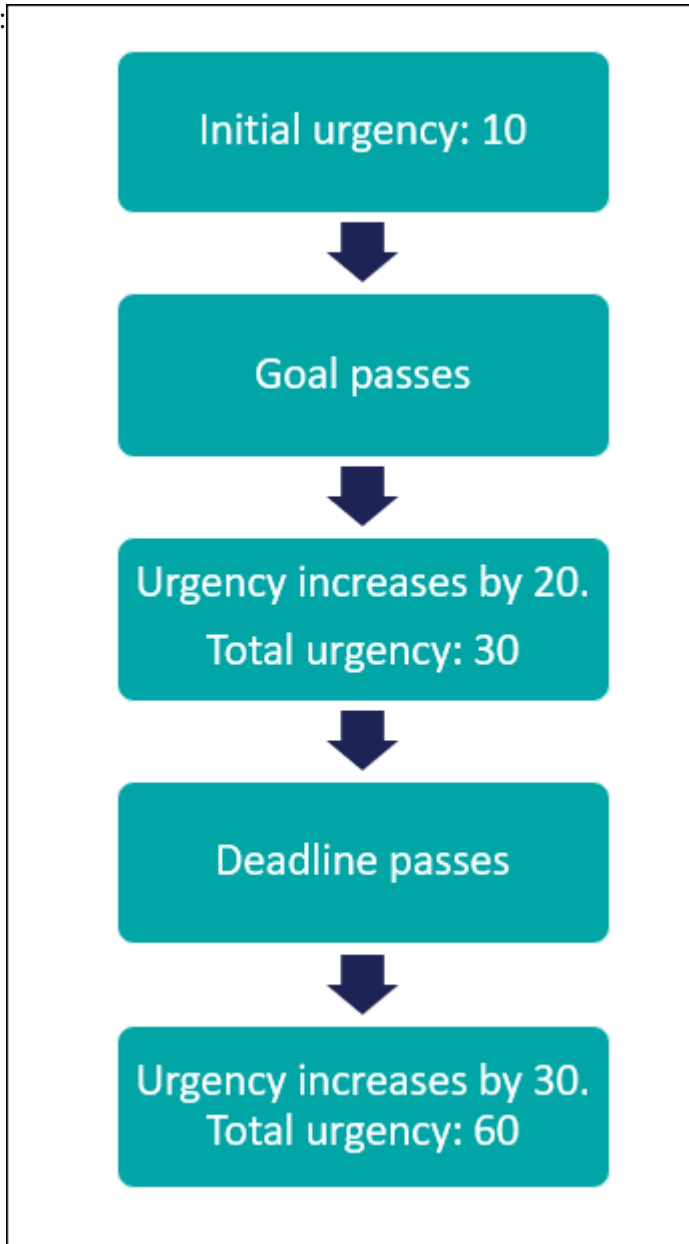 :
Initial urgency: 10
Goal passes
Urgency increases by 20.
Total urgency: 30
Deadline passes
Urgency increases by 30.
Total urgency: 60